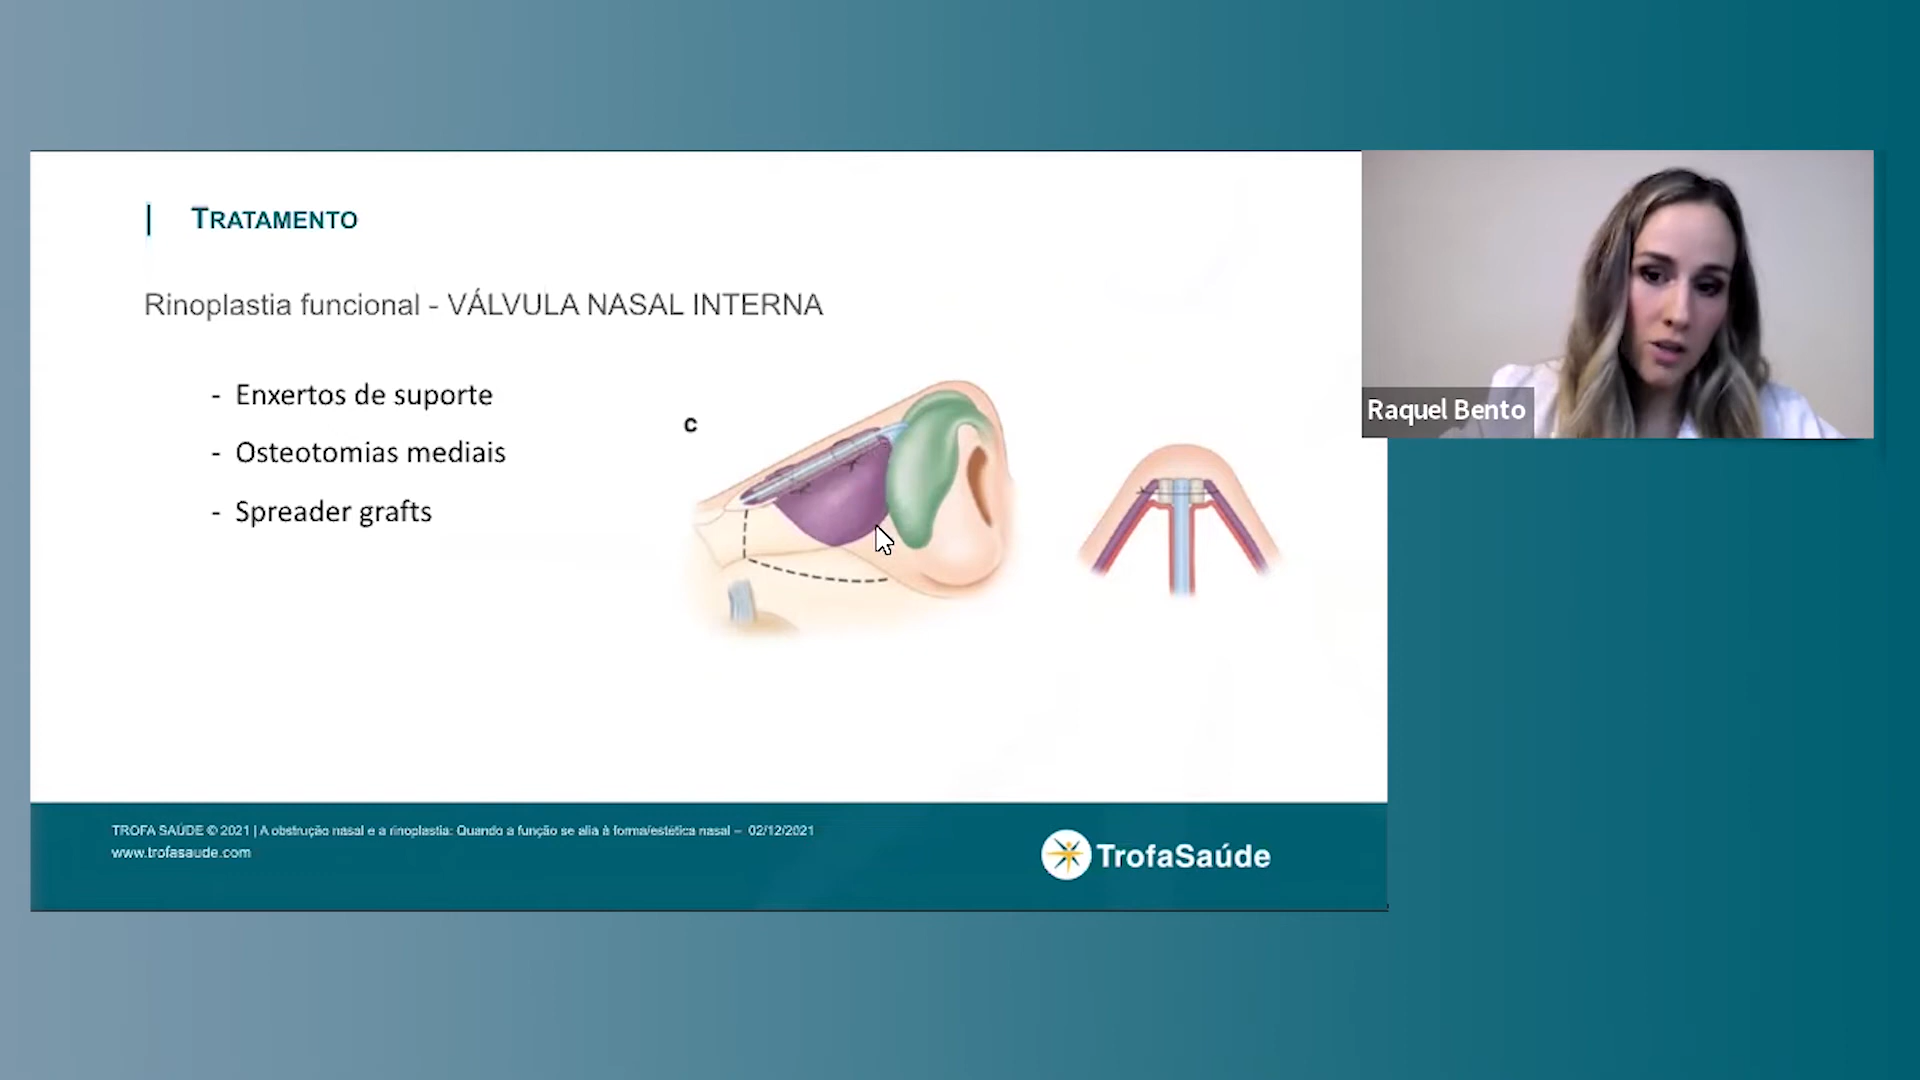 TRATAMENTO
Rinoplastia funcional - VÁLVULA NASAL INTERNA
- Enxertos de suporte
- Osteotomias mediais
- Spreader grafts
c
Raquel Bento
TROFA SAÚDE © 2021 | A obstrução nasal e a rinoplastia: Quando a função se alia à forma/estética nasal – 02/12/2021
www.trofasaude.com
TrofaSaúde